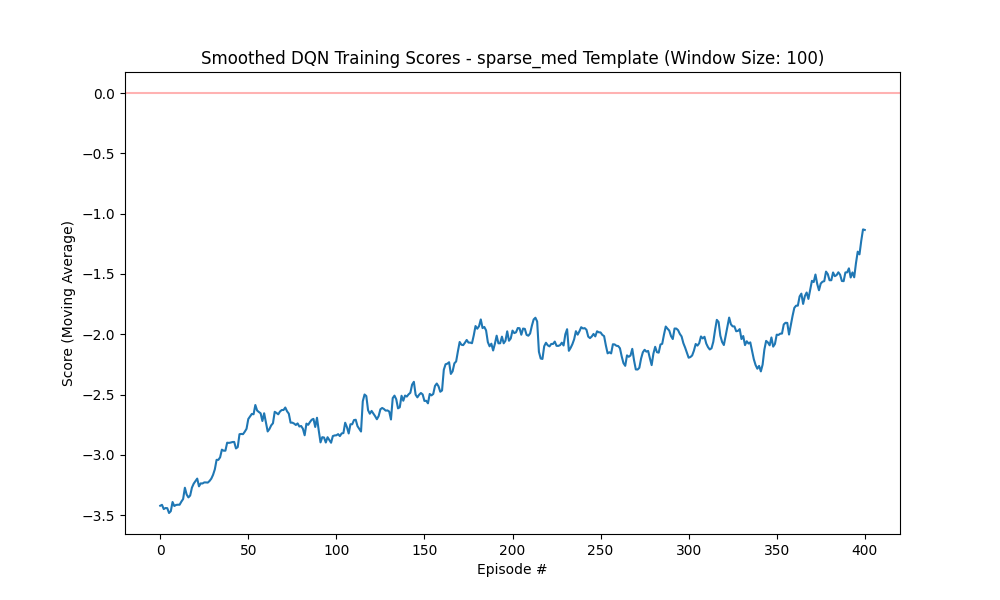 Smoothed DQN Training Scores - sparse_med Template (Window Size: 100)
Score (Moving Average)
0.0
−0.5
−1.0
−1.5
−2.0
−2.5
−3.0
−3.5
0 50 100 150 200 250 300 350 400
Episode #